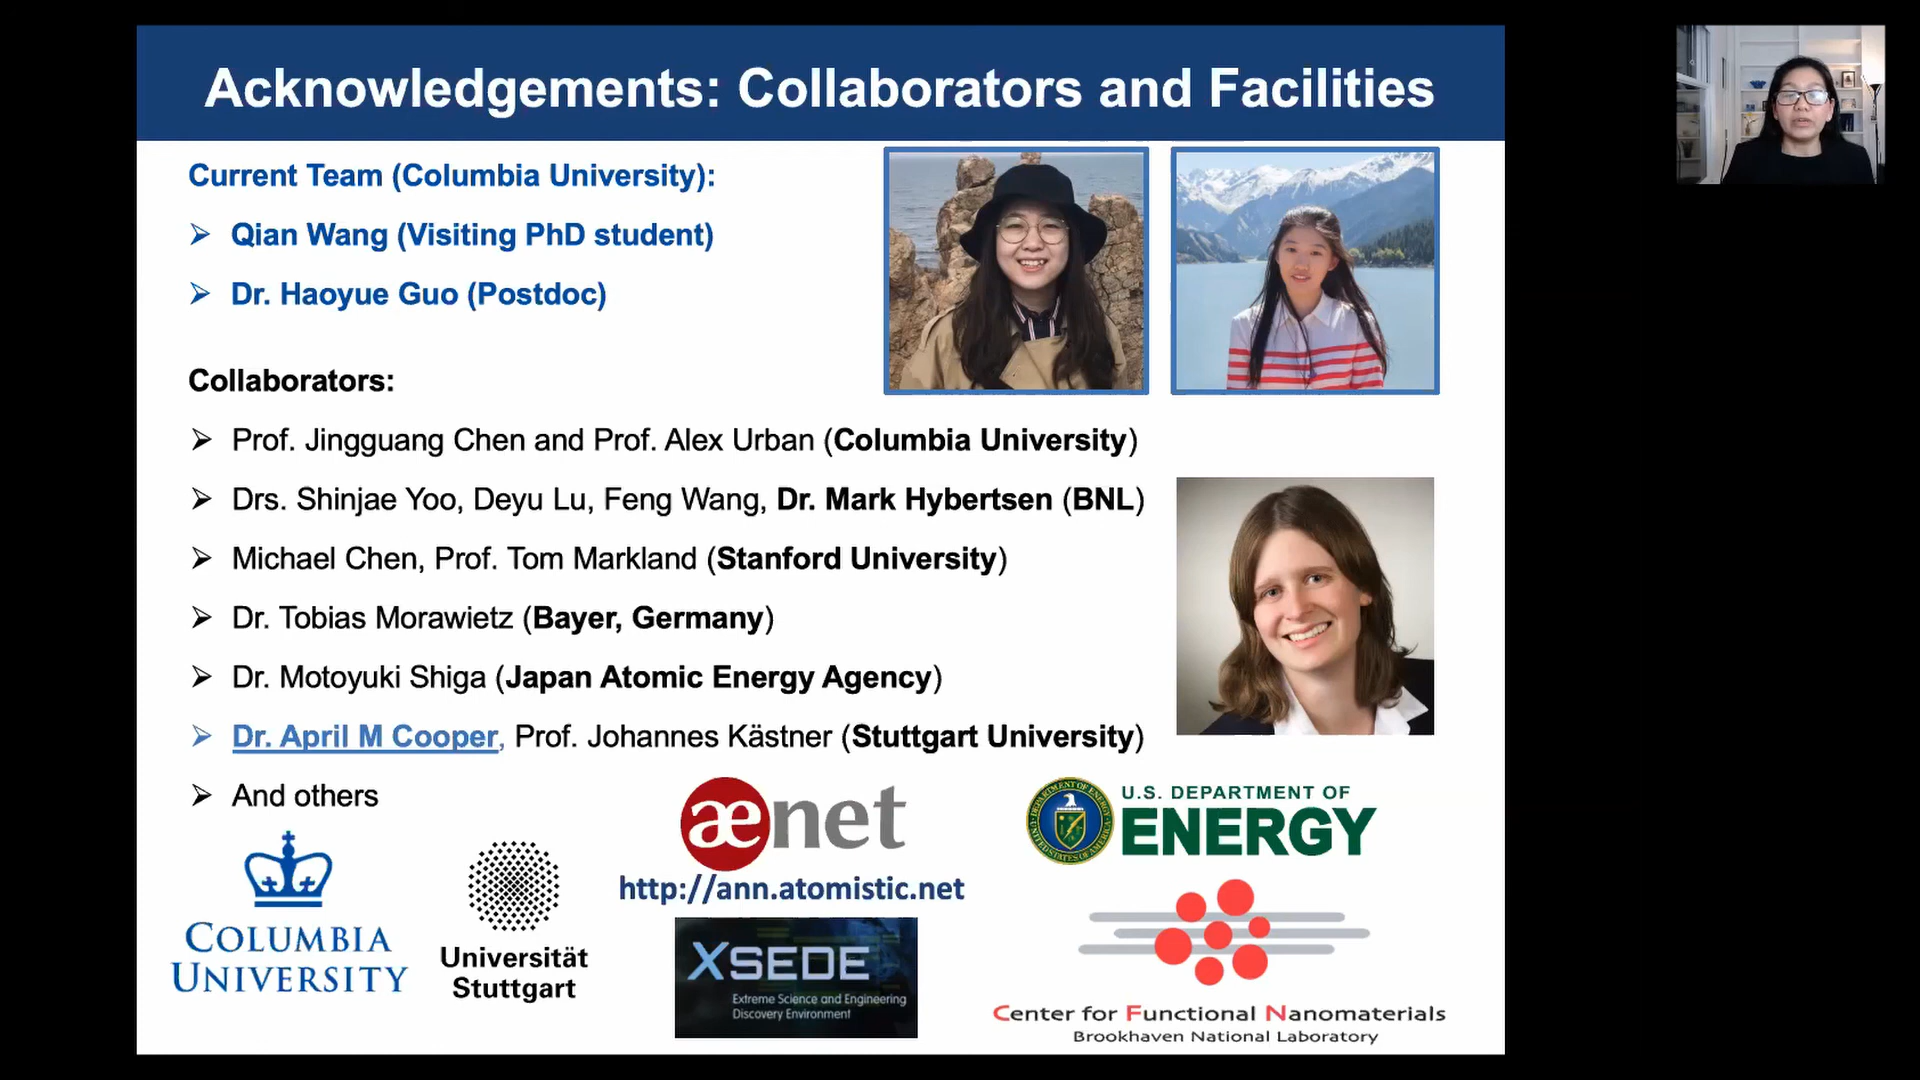 Acknowledgements: Collaborators and Facilities
Current Team (Columbia University):
Qian Wang (Visiting PhD student)
Dr. Haoyue Guo (Postdoc)
Collaborators:
Prof. Jingguang Chen and Prof. Alex Urban (Columbia University)
Drs. Shinjae Yoo, Deyu Lu, Feng Wang, Dr. Mark Hybertsen (BNL)
Michael Chen, Prof. Tom Markland (Stanford University)
Dr. Tobias Morawietz (Bayer, Germany)
Dr. Motoyuki Shiga (Japan Atomic Energy Agency)
Dr. April M Cooper, Prof. Johannes Kästner (Stuttgart University)
And others
ænet
http://ann.atomistic.net
U.S. DEPARTMENT OF
ENERGY
COLUMBIA
UNIVERSITY
Universität
Stuttgart
XSEDE
Extreme Science and Engineering
Discovery Environment
Center for Functional Nanomaterials
Brookhaven National Laboratory